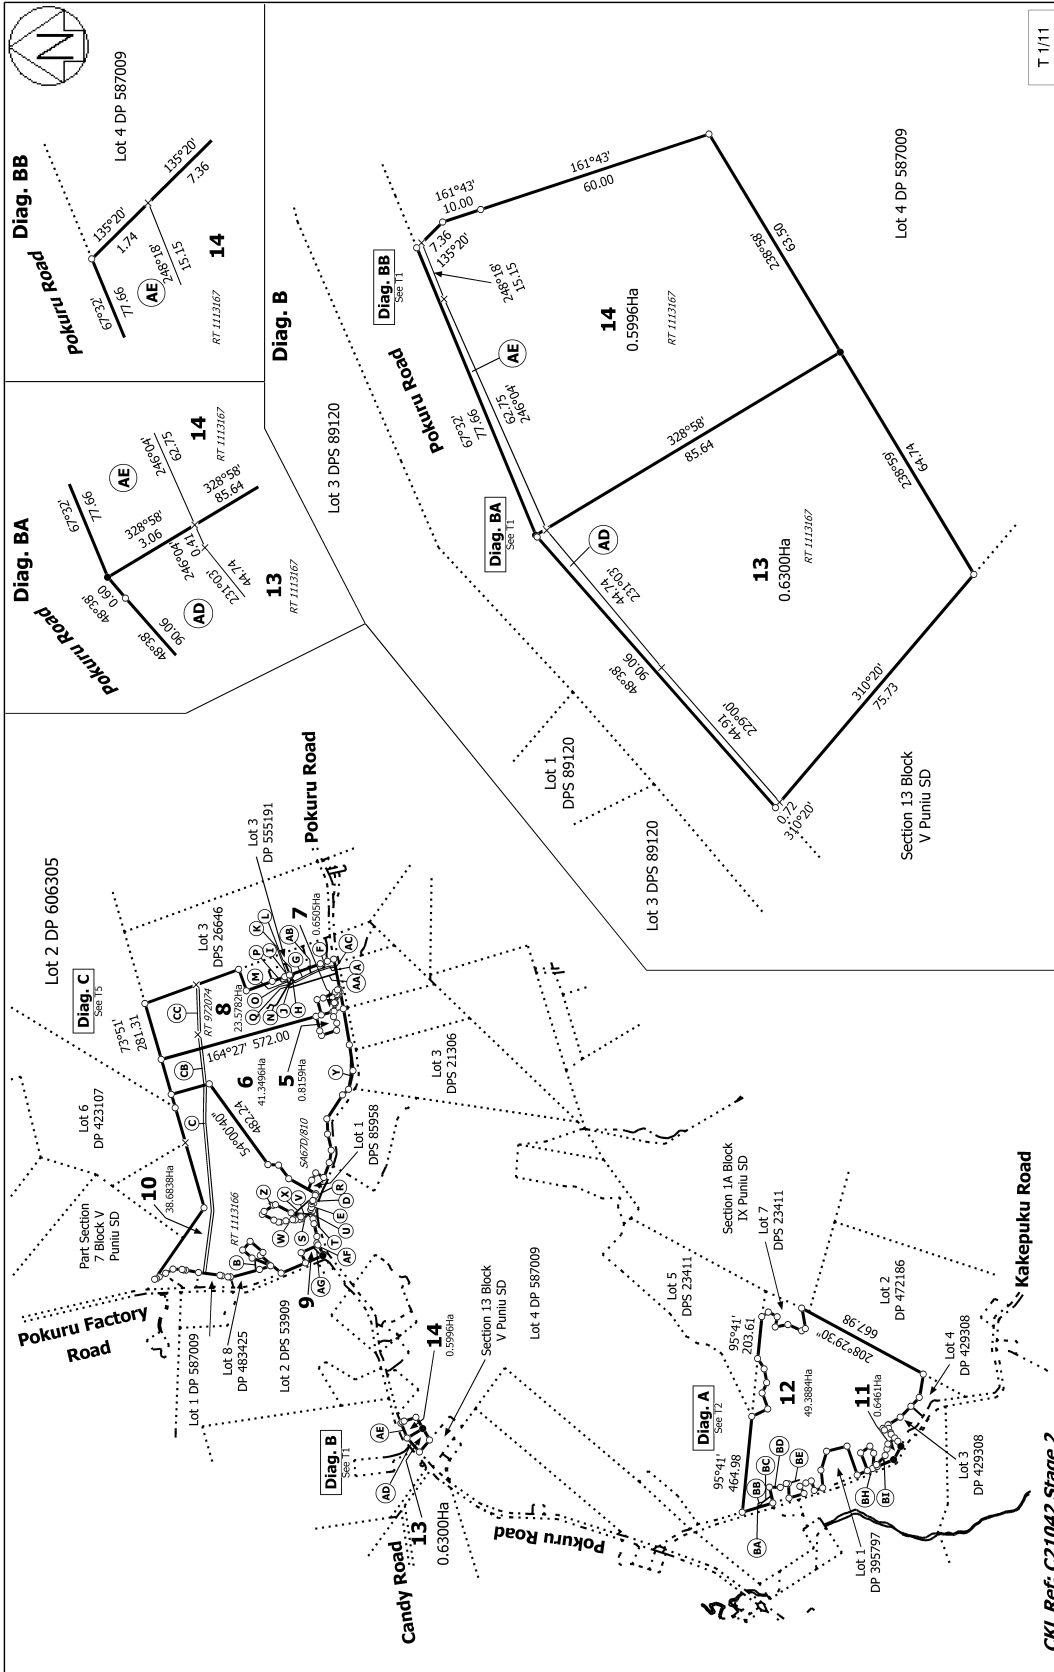 N
Diag. BB
Pokuru Road
Lot 4 DP 587009
135°20'
1.74
135°20'
7.36
67°32'
77.66
AE
248°18'
15.15
14
RT 1113167
Diag. BA
Pokuru Road
67°32'
77.66
AE
246°04'
62.75
14
RT 1113167
328°58'
3.06
328°58'
85.64
48°38'
0.60
246°04'
0.41
48°38'
90.06
AD
231°03'
44.74
13
RT 1113167
Diag. B
Lot 3 DPS 89120
Pokuru Road
Diag. BB
See T1
161°43'
10.00
7.36
135°20'
161°43'
60.00
248°18'
15.15
67°32'
77.66
AE
62.75
246°04'
14
0.5996Ha
RT 1113167
Lot 4 DP 587009
238°58'
63.50
328°58'
85.64
Diag. BA
See T1
AD
231°03'
44.74
48°38'
90.06
229°00'
44.91
13
0.6300Ha
RT 1113167
238°59'
64.74
310°20'
75.73
0.72
310°20'
Lot 1
DPS 89120
Lot 3 DPS 89120
Section 13 Block
V Puniu SD
Lot 2 DP 606305
Diag. C
See T5
73°51'
281.31
Lot 3
DPS 26646
Lot 3
DP 555191
Pokuru Road
CC
RT 972074
8
23.5782Ha
M
P
I
K
L
AB
G
F
O
Q
N
J
H
7
0.6505Ha
AC
A
AA
164°27'
572.00
CB
6
41.3496Ha
5
0.8159Ha
Y
Lot 3
DPS 21306
Lot 6
DP 423107
C
54°00'40"
482.24
SA67D/810
Lot 1
DPS 85958
Part Section
7 Block V
Puniu SD
10
38.6838Ha
RT 1113166
Z
X
V
W
S
R
D
E
U
T
AF
B
9
AG
Pokuru Factory
Road
Lot 1 DP 587009
Lot 8
DP 483425
Lot 2 DPS 53909
Section 13 Block
V Puniu SD
Lot 4 DP 587009
14
0.5996Ha
AE
Diag. B
See T1
AD
13
0.6300Ha
Candy Road
Pokuru Road
Section 1A Block
IX Puniu SD
Lot 7
DPS 23411
Lot 5
DPS 23411
95°41'
203.61
Lot 2
DP 472186
208°29'30"
667.98
Kakepuku Road
Lot 4
DP 429308
Diag. A
See T2
12
49.3884Ha
11
0.6461Ha
95°41'
464.98
BB
BC
BD
BE
BA
BH
BI
Lot 3
DP 429308
Lot 1
DP 395797
T 1/11
CKL Ref: C21042 Stage 2